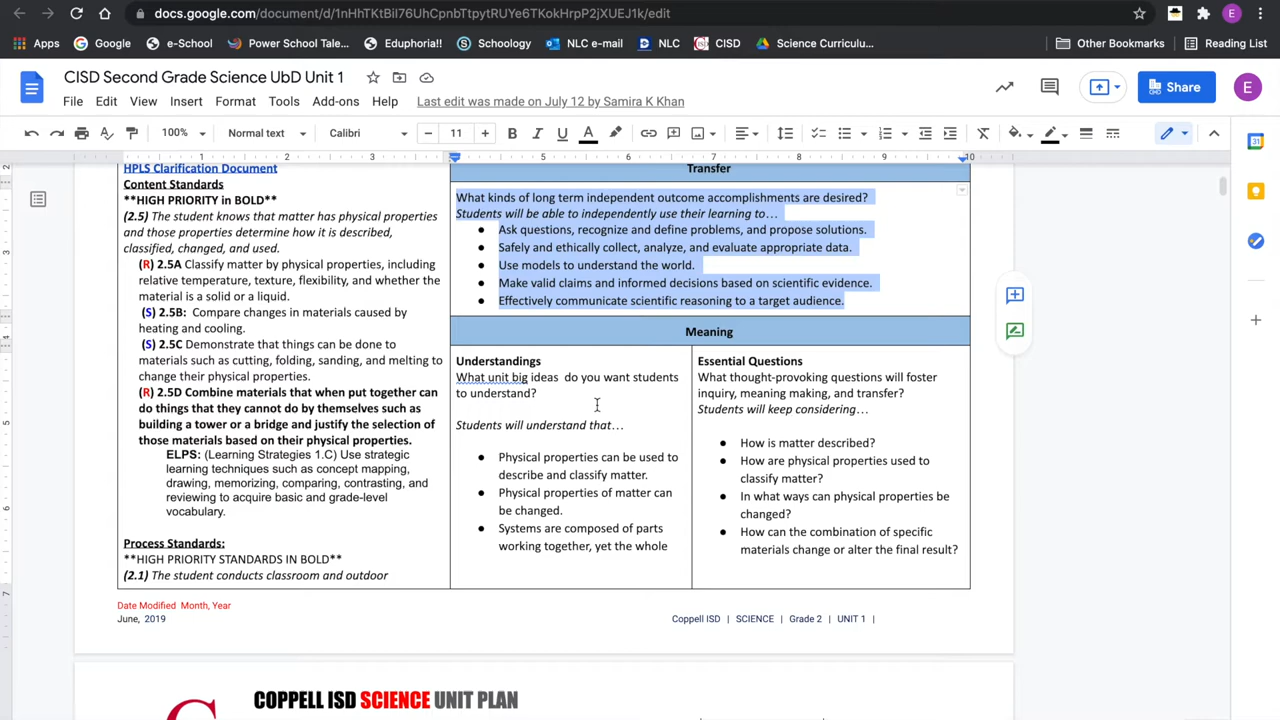 docs.google.com/document/d/1nHhTKtBil76UhCpnbTtpytRUYe6TKokHrpP2jXUEJ1k/edit
E
Apps
Google
e-School
Power School Tale...
Eduphoria!!
Schoology
NLC e-mail
NLC
CISD
Science Curriculu...
Other Bookmarks
Reading List
CISD Second Grade Science UbD Unit 1
Share
E
File Edit View Insert Format Tools Add-ons Help Last edit was made on July 12 by Samira K Khan
100% Normal text Calibri 11
1 2 3 5 6 7 8 9 10
HPLS Clarification Document
Content Standards
**HIGH PRIORITY in BOLD**
(2.5) The student knows that matter has physical properties
and those properties determine how it is described,
classified, changed, and used.
(R) 2.5A Classify matter by physical properties, including
relative temperature, texture, flexibility, and whether the
material is a solid or a liquid.
(S) 2.5B: Compare changes in materials caused by
heating and cooling.
(S) 2.5C Demonstrate that things can be done to
materials such as cutting, folding, sanding, and melting to
change their physical properties.
(R) 2.5D Combine materials that when put together can
do things that they cannot do by themselves such as
building a tower or a bridge and justify the selection of
those materials based on their physical properties.
ELPS: (Learning Strategies 1.C) Use strategic
learning techniques such as concept mapping,
drawing, memorizing, comparing, contrasting, and
reviewing to acquire basic and grade-level
vocabulary.
Process Standards:
**HIGH PRIORITY STANDARDS IN BOLD**
(2.1) The student conducts classroom and outdoor
Transfer
What kinds of long term independent outcome accomplishments are desired?
Students will be able to independently use their learning to…
● Ask questions, recognize and define problems, and propose solutions.
● Safely and ethically collect, analyze, and evaluate appropriate data.
● Use models to understand the world.
● Make valid claims and informed decisions based on scientific evidence.
● Effectively communicate scientific reasoning to a target audience.
Meaning
Understandings
What unit big ideas do you want students
to understand?
Students will understand that…
● Physical properties can be used to
describe and classify matter.
● Physical properties of matter can
be changed.
● Systems are composed of parts
working together, yet the whole
Essential Questions
What thought-provoking questions will foster
inquiry, meaning making, and transfer?
Students will keep considering…
● How is matter described?
● How are physical properties used to
classify matter?
● In what ways can physical properties be
changed?
● How can the combination of specific
materials change or alter the final result?
Date Modified Month, Year
June, 2019
Coppell ISD | SCIENCE | Grade 2 | UNIT 1 |
COPPELL ISD SCIENCE UNIT PLAN